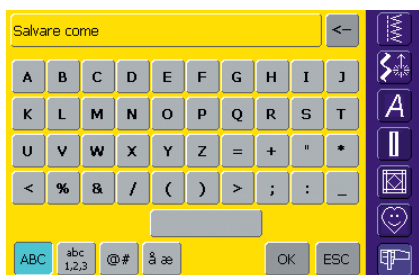 Salvare come <-
A B C D E F G H I J
K L M N O P Q R S T
U V W X Y Z = + " *
< % & / ( ) > ; : _
ABC abc 1,2,3 @# å æ OK ESC
A